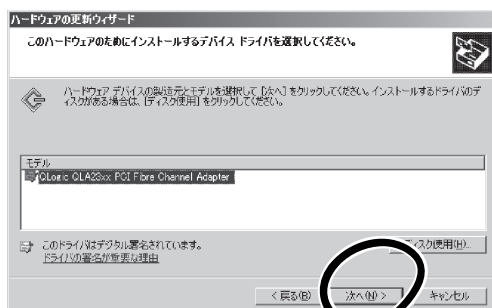 ハードウェアの更新ウィザード
このハードウェアのためにインストールするデバイス ドライバを選択してください。
ハードウェア デバイスの製造元とモデルを選択して [次へ] をクリックしてください。インストールするドライバのデ
ィスクがある場合は、[ディスク使用] をクリックしてください。
モデル
QLogic QLA23xx PCI Fibre Channel Adapter
このドライバはデジタル署名されています。
ディスク使用(H)...
ドライバの署名が重要な理由
< 戻る(B)
次へ(N) >
キャンセル